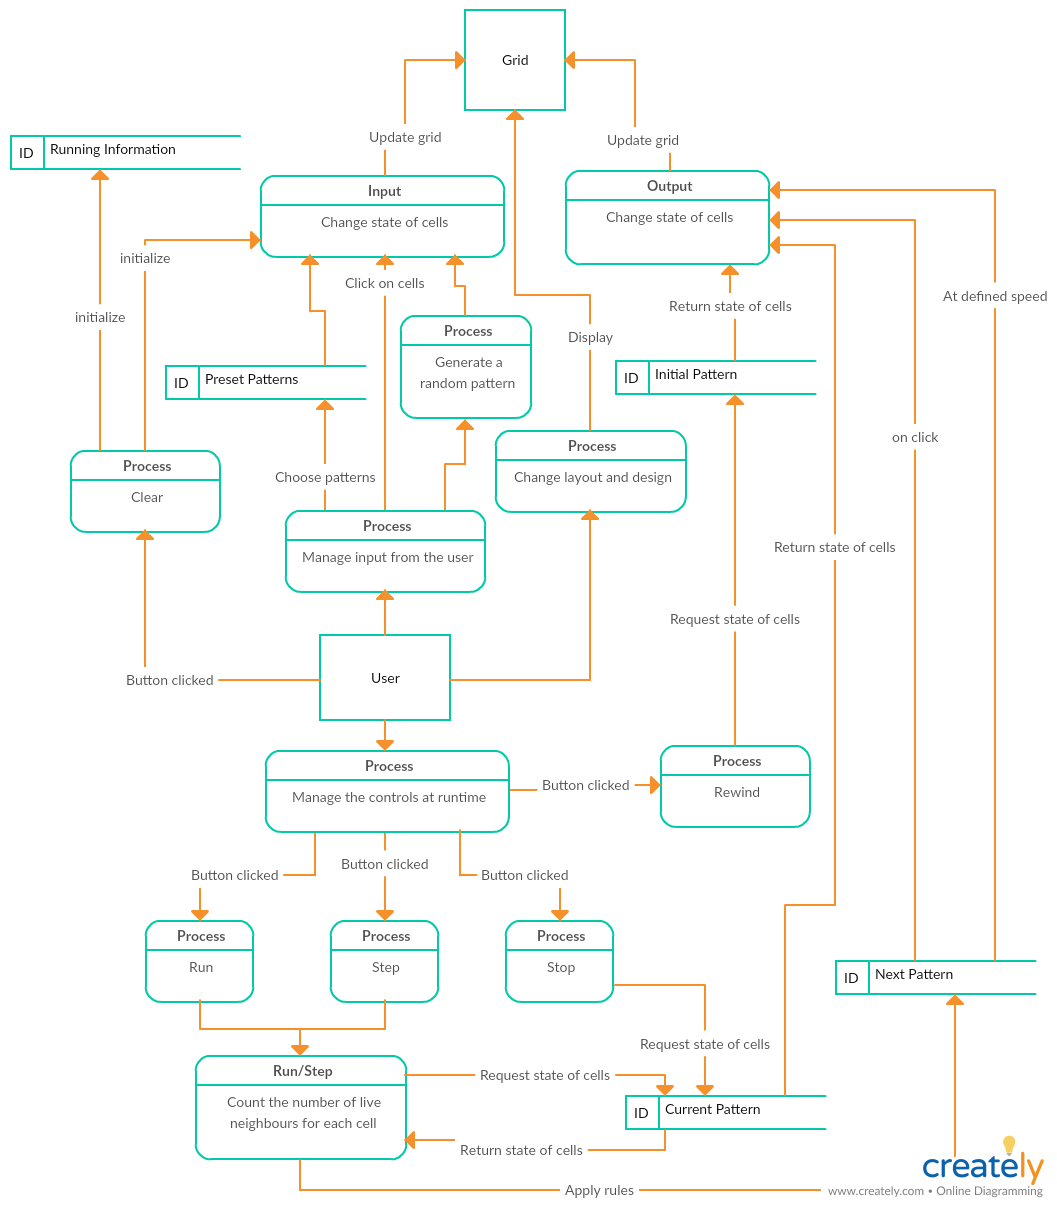 Grid
Update grid
Update grid
ID Running Information
Input
Change state of cells
Output
Change state of cells
initialize
Click on cells
At defined speed
Return state of cells
initialize
Process
Generate a
random pattern
Display
ID Preset Patterns
ID Initial Pattern
on click
Process
Clear
Process
Change layout and design
Choose patterns
Process
Manage input from the user
Return state of cells
Request state of cells
Button clicked
User
Process
Manage the controls at runtime
Button clicked
Process
Rewind
Button clicked
Button clicked
Button clicked
Process
Run
Process
Step
Process
Stop
ID Next Pattern
Request state of cells
Run/Step
Count the number of live
neighbours for each cell
Request state of cells
ID Current Pattern
Return state of cells
Apply rules
creately
www.creately.com • Online Diagramming